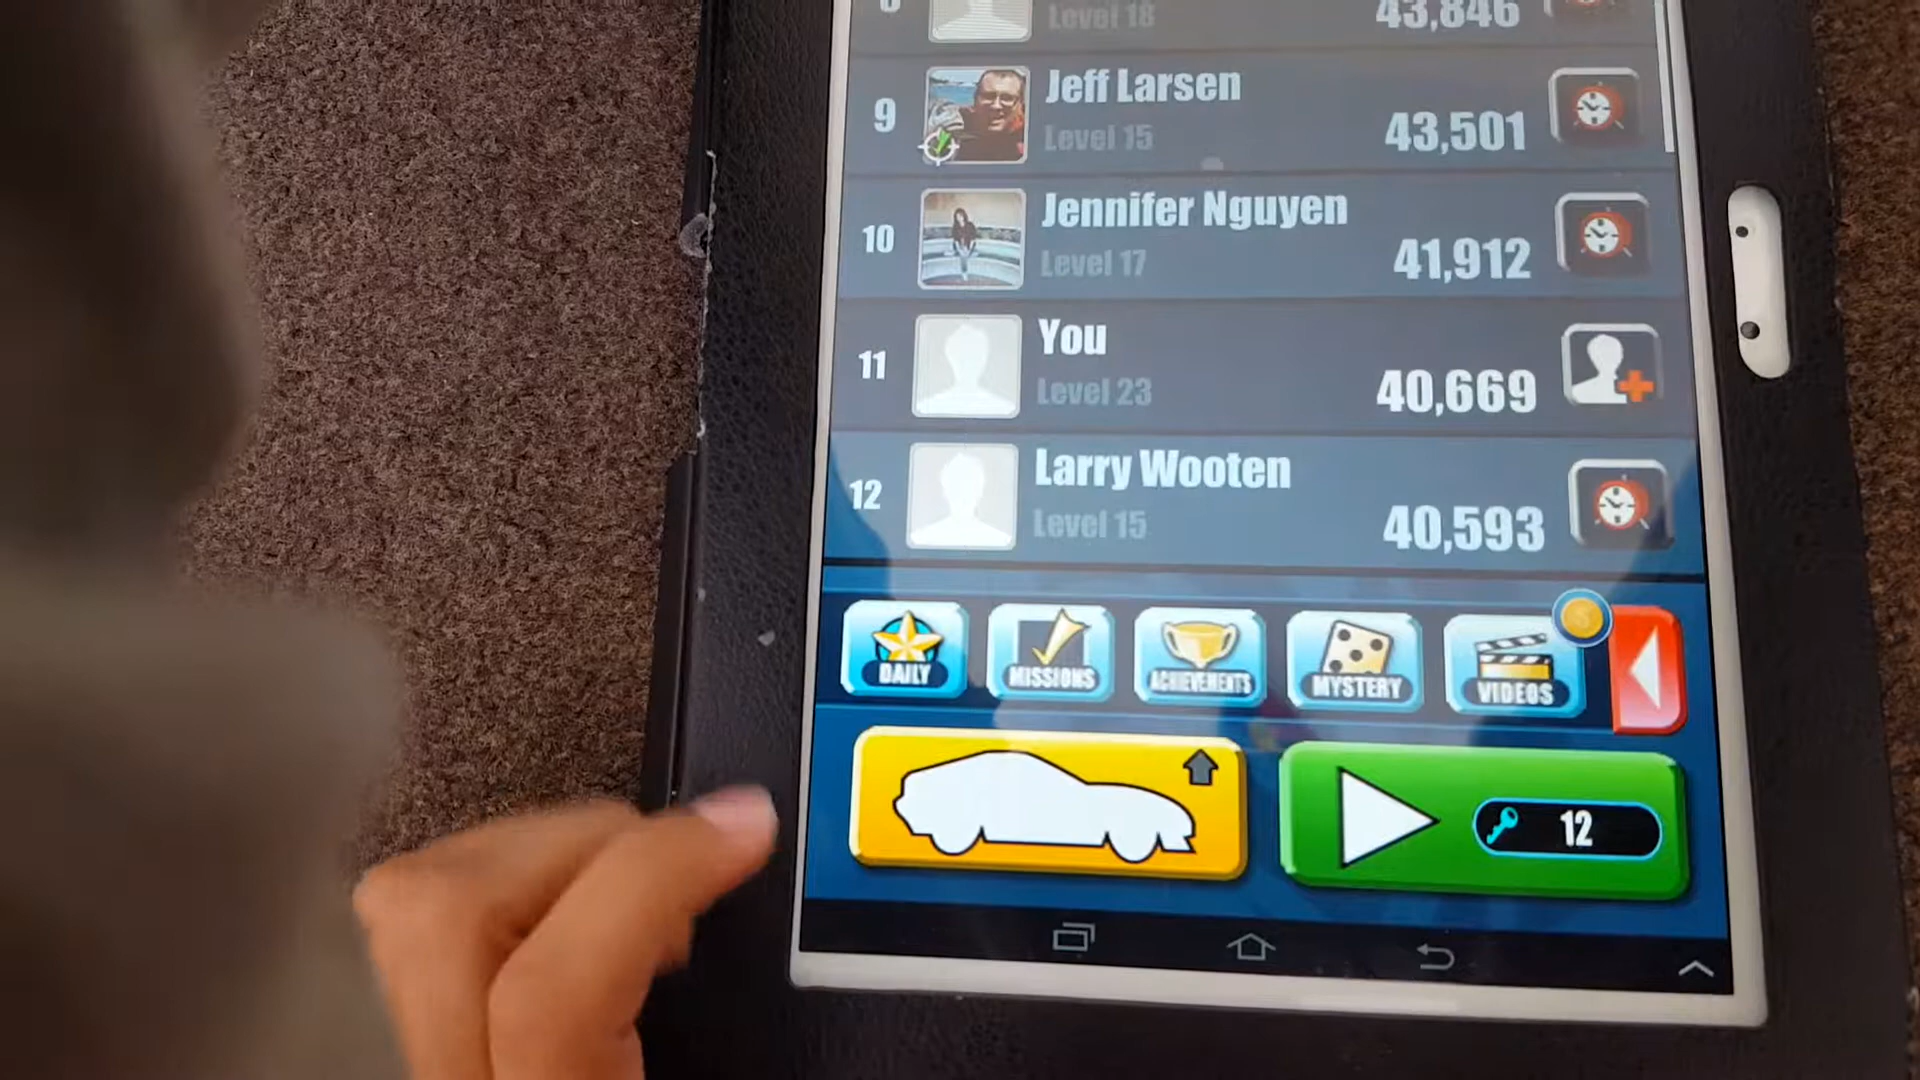 8
Level 18
43,846
9
Jeff Larsen
Level 15
43,501
10
Jennifer Nguyen
Level 17
41,912
11
You
Level 23
40,669
12
Larry Wooten
Level 15
40,593
DAILY
MISSIONS
ACHIEVEMENTS
MYSTERY
VIDEOS
12